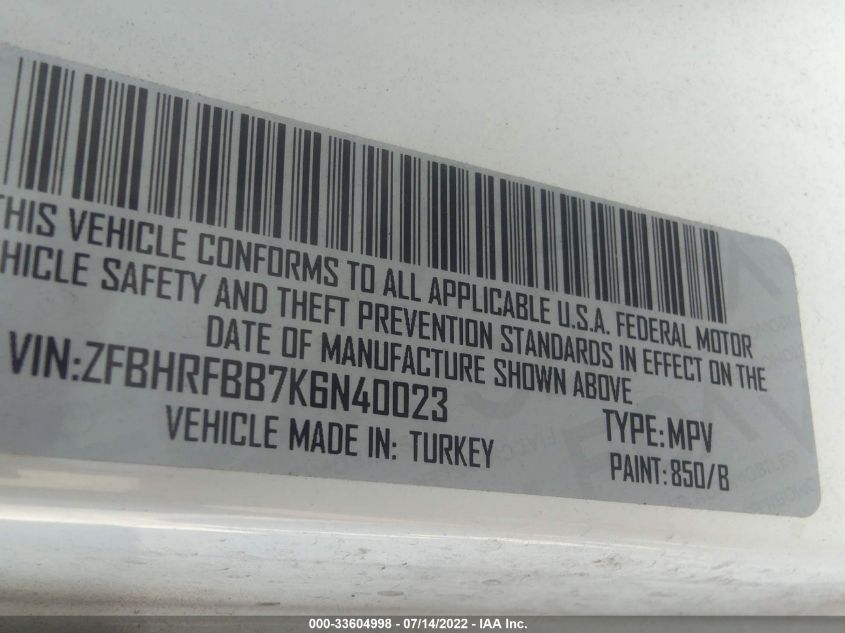 THIS VEHICLE CONFORMS TO ALL APPLICABLE U.S.A. FEDERAL MOTOR
HICLE SAFETY AND THEFT PREVENTION STANDARDS IN EFFECT ON THE
DATE OF MANUFACTURE SHOWN ABOVE
VIN:ZFBHRFBB7K6N40023
TYPE:MPV
VEHICLE MADE IN: TURKEY
PAINT:850/B
000-33604998 - 07/14/2022 - IAA Inc.